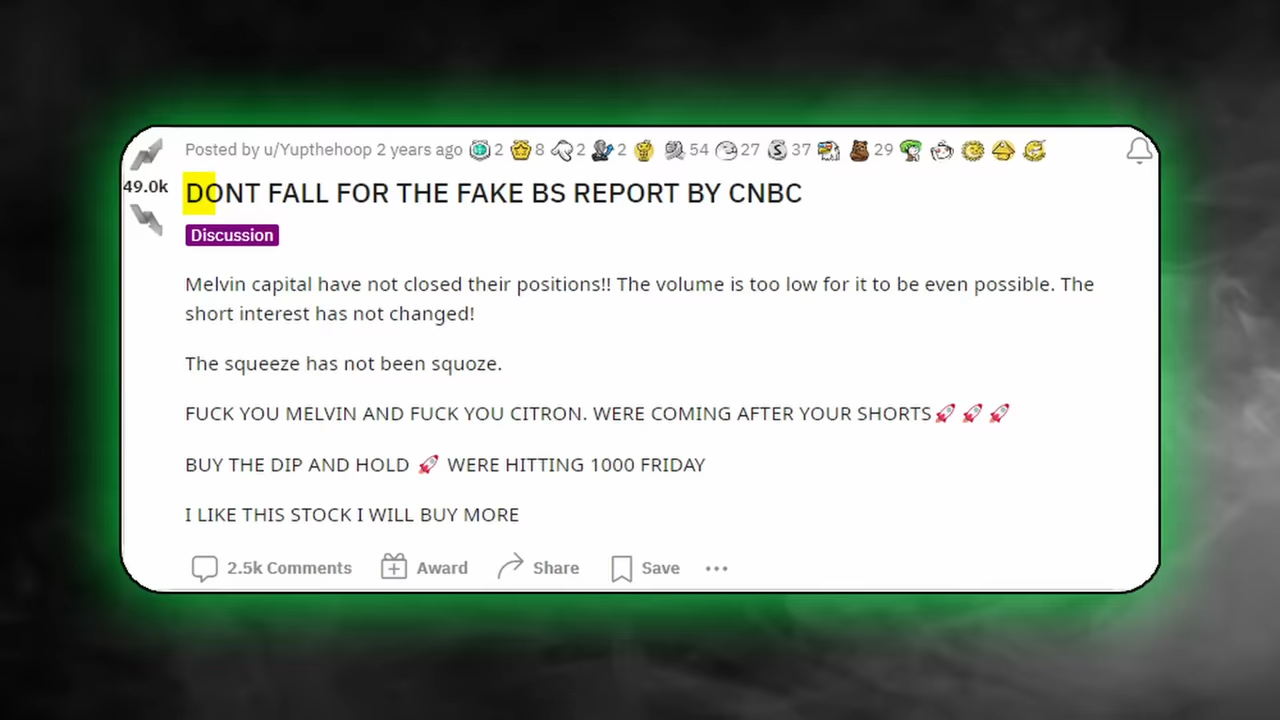 Posted by u/Yupthehoop 2 years ago 2 8 2 2 54 27 S 37 29
49.0k
DONT FALL FOR THE FAKE BS REPORT BY CNBC
Discussion
Melvin capital have not closed their positions!! The volume is too low for it to be even possible. The
short interest has not changed!
The squeeze has not been squoze.
FUCK YOU MELVIN AND FUCK YOU CITRON. WERE COMING AFTER YOUR SHORTS🚀 🚀 🚀
BUY THE DIP AND HOLD 🚀 WERE HITTING 1000 FRIDAY
I LIKE THIS STOCK I WILL BUY MORE
2.5k Comments Award Share Save ...